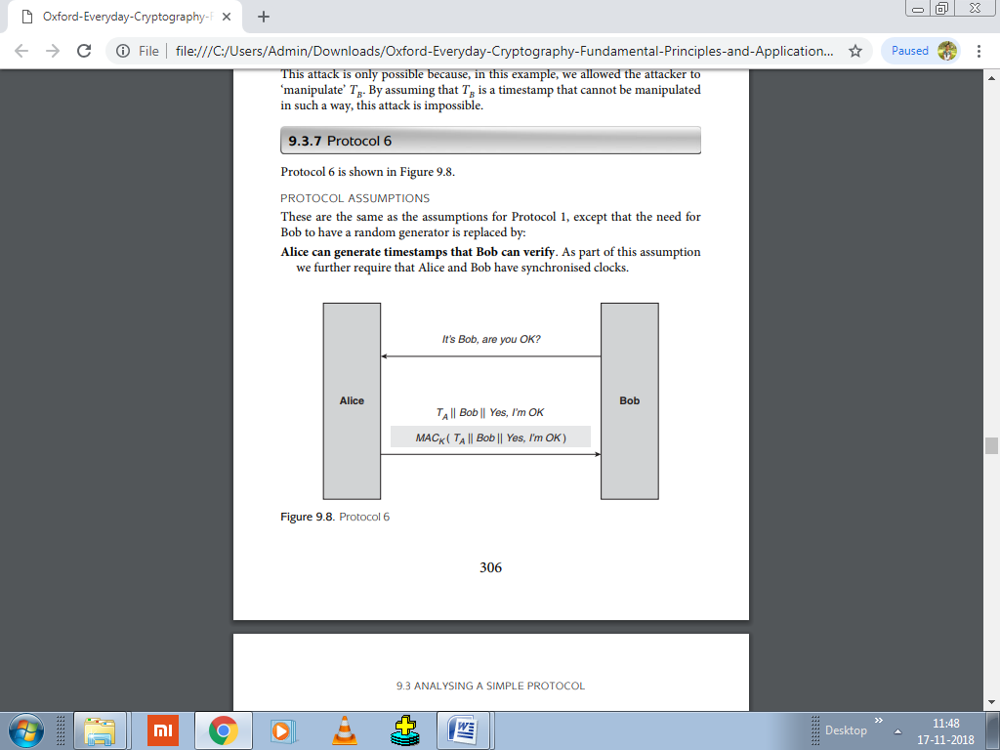 Oxford-Everyday-Cryptography-F
File
file:///C:/Users/Admin/Downloads/Oxford-Everyday-Cryptography-Fundamental-Principles-and-Application...
Paused
This attack is only possible because, in this example, we allowed the attacker to
‘manipulate’ TB. By assuming that TB is a timestamp that cannot be manipulated
in such a way, this attack is impossible.
9.3.7 Protocol 6
Protocol 6 is shown in Figure 9.8.
PROTOCOL ASSUMPTIONS
These are the same as the assumptions for Protocol 1, except that the need for
Bob to have a random generator is replaced by:
Alice can generate timestamps that Bob can verify. As part of this assumption
we further require that Alice and Bob have synchronised clocks.
It's Bob, are you OK?
Alice
Bob
TA || Bob || Yes, I'm OK
MACK ( TA || Bob || Yes, I'm OK )
Figure 9.8. Protocol 6
306
9.3 ANALYSING A SIMPLE PROTOCOL
mi
W
Desktop
»
11:48
17-11-2018